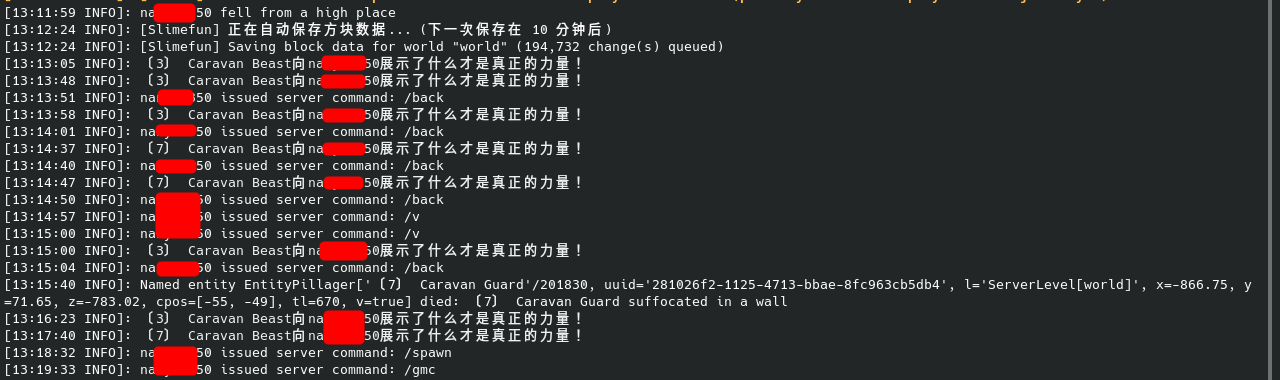 [13:11:59 INFO]: na 50 fell from a high place
[13:12:24 INFO]: [Slimefun] 正在自动保存方块数据... (下一次保存在 10 分钟后)
[13:12:24 INFO]: [Slimefun] Saving block data for world "world" (194,732 change(s) queued)
[13:13:05 INFO]: 〔3〕 Caravan Beast向na 50展示了什么才是真正的力量！
[13:13:48 INFO]: 〔3〕 Caravan Beast向na 50展示了什么才是真正的力量！
[13:13:51 INFO]: na 50 issued server command: /back
[13:13:58 INFO]: 〔3〕 Caravan Beast向na 50展示了什么才是真正的力量！
[13:14:01 INFO]: na 50 issued server command: /back
[13:14:37 INFO]: 〔7〕 Caravan Beast向na 50展示了什么才是真正的力量！
[13:14:40 INFO]: na 50 issued server command: /back
[13:14:47 INFO]: 〔7〕 Caravan Beast向na 50展示了什么才是真正的力量！
[13:14:50 INFO]: na 50 issued server command: /back
[13:14:57 INFO]: na 50 issued server command: /v
[13:15:00 INFO]: na 50 issued server command: /v
[13:15:00 INFO]: 〔3〕 Caravan Beast向na 50展示了什么才是真正的力量！
[13:15:04 INFO]: na 50 issued server command: /back
[13:15:40 INFO]: Named entity EntityPillager['〔7〕 Caravan Guard'/201830, uuid='281026f2-1125-4713-bbae-8fc963cb5db4', l='ServerLevel[world]', x=-866.75, y
=71.65, z=-783.02, cpos=[-55, -49], tl=670, v=true] died: 〔7〕 Caravan Guard suffocated in a wall
[13:16:23 INFO]: 〔3〕 Caravan Beast向na 50展示了什么才是真正的力量！
[13:17:40 INFO]: 〔7〕 Caravan Beast向na 50展示了什么才是真正的力量！
[13:18:32 INFO]: na 50 issued server command: /spawn
[13:19:33 INFO]: na 50 issued server command: /gmc